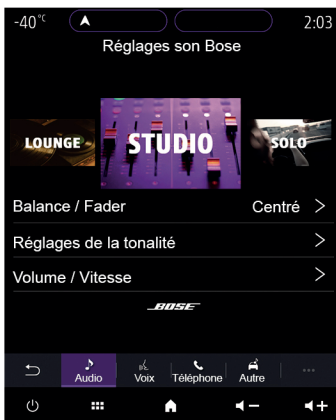 -40°C 2:03
Réglages son Bose
LOUNGE STUDIO SOLO
Balance / Fader Centré
Réglages de la tonalité
Volume / Vitesse
BOSE
Audio Voix Téléphone Autre